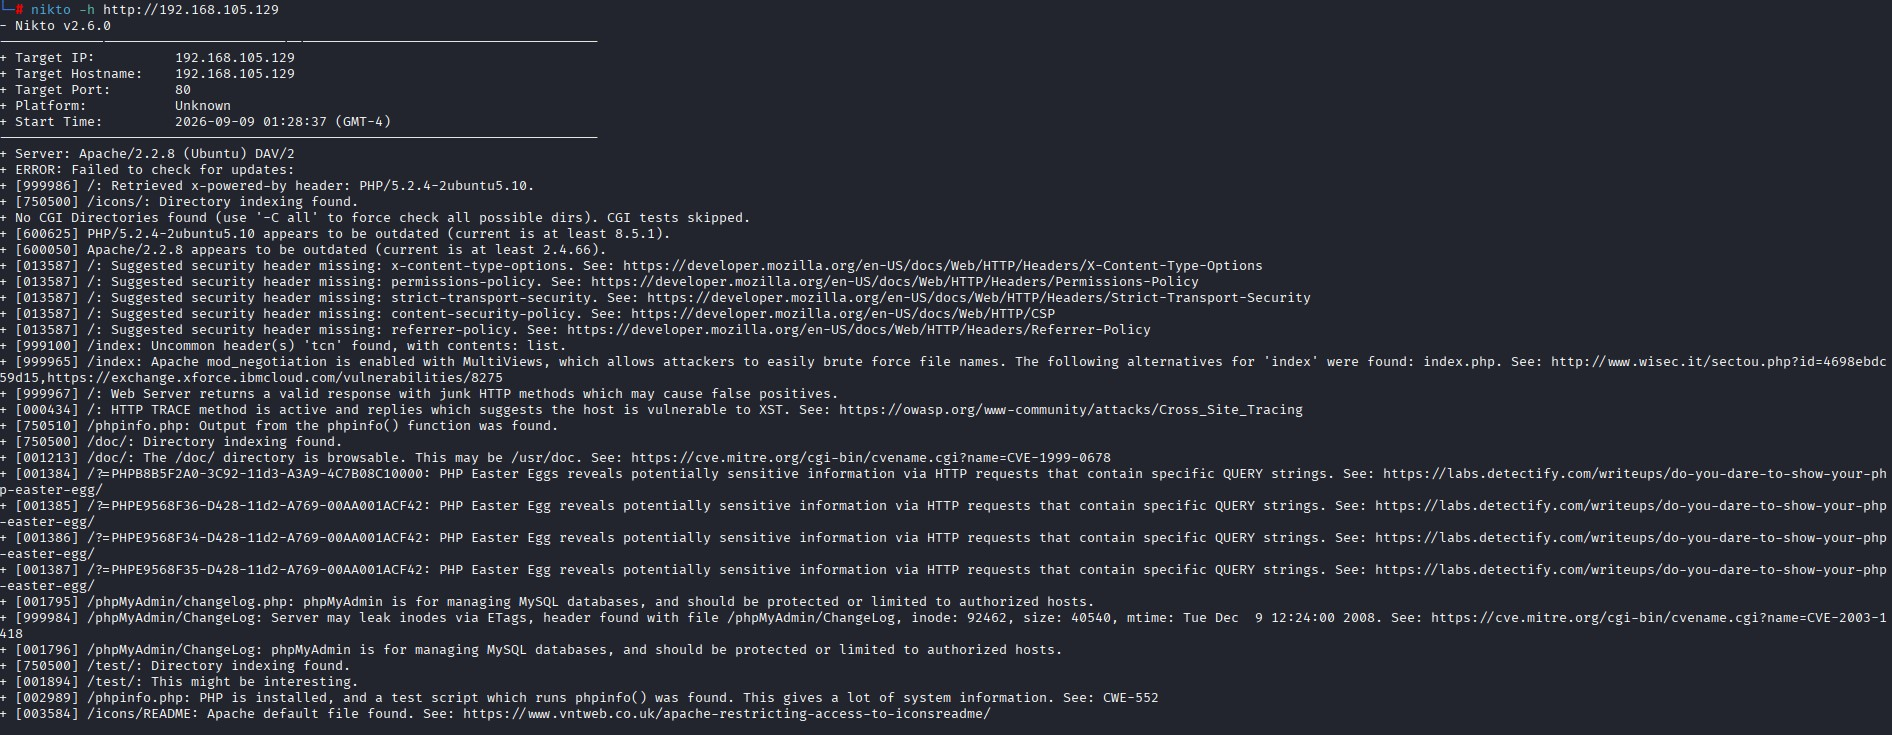 └─# nikto -h http://192.168.105.129
- Nikto v2.6.0
+ Target IP:          192.168.105.129
+ Target Hostname:    192.168.105.129
+ Target Port:        80
+ Platform:           Unknown
+ Start Time:         2026-09-09 01:28:37 (GMT-4)
+ Server: Apache/2.2.8 (Ubuntu) DAV/2
+ ERROR: Failed to check for updates:
+ [999986] /: Retrieved x-powered-by header: PHP/5.2.4-2ubuntu5.10.
+ [750500] /icons/: Directory indexing found.
+ No CGI Directories found (use '-C all' to force check all possible dirs). CGI tests skipped.
+ [600625] PHP/5.2.4-2ubuntu5.10 appears to be outdated (current is at least 8.5.1).
+ [600050] Apache/2.2.8 appears to be outdated (current is at least 2.4.66).
+ [013587] /: Suggested security header missing: x-content-type-options. See: https://developer.mozilla.org/en-US/docs/Web/HTTP/Headers/X-Content-Type-Options
+ [013587] /: Suggested security header missing: permissions-policy. See: https://developer.mozilla.org/en-US/docs/Web/HTTP/Headers/Permissions-Policy
+ [013587] /: Suggested security header missing: strict-transport-security. See: https://developer.mozilla.org/en-US/docs/Web/HTTP/Headers/Strict-Transport-Security
+ [013587] /: Suggested security header missing: content-security-policy. See: https://developer.mozilla.org/en-US/docs/Web/HTTP/CSP
+ [013587] /: Suggested security header missing: referrer-policy. See: https://developer.mozilla.org/en-US/docs/Web/HTTP/Headers/Referrer-Policy
+ [999100] /index: Uncommon header(s) 'tcn' found, with contents: list.
+ [999965] /index: Apache mod_negotiation is enabled with MultiViews, which allows attackers to easily brute force file names. The following alternatives for 'index' were found: index.php. See: http://www.wisec.it/sectou.php?id=4698ebdc
59d15,https://exchange.xforce.ibmcloud.com/vulnerabilities/8275
+ [999967] /: Web Server returns a valid response with junk HTTP methods which may cause false positives.
+ [000434] /: HTTP TRACE method is active and replies which suggests the host is vulnerable to XST. See: https://owasp.org/www-community/attacks/Cross_Site_Tracing
+ [750510] /phpinfo.php: Output from the phpinfo() function was found.
+ [750500] /doc/: Directory indexing found.
+ [001213] /doc/: The /doc/ directory is browsable. This may be /usr/doc. See: https://cve.mitre.org/cgi-bin/cvename.cgi?name=CVE-1999-0678
+ [001384] /?=PHPB8B5F2A0-3C92-11d3-A3A9-4C7B08C10000: PHP Easter Eggs reveals potentially sensitive information via HTTP requests that contain specific QUERY strings. See: https://labs.detectify.com/writeups/do-you-dare-to-show-your-ph
p-easter-egg/
+ [001385] /?=PHPE9568F36-D428-11d2-A769-00AA001ACF42: PHP Easter Egg reveals potentially sensitive information via HTTP requests that contain specific QUERY strings. See: https://labs.detectify.com/writeups/do-you-dare-to-show-your-php
-easter-egg/
+ [001386] /?=PHPE9568F34-D428-11d2-A769-00AA001ACF42: PHP Easter Egg reveals potentially sensitive information via HTTP requests that contain specific QUERY strings. See: https://labs.detectify.com/writeups/do-you-dare-to-show-your-php
-easter-egg/
+ [001387] /?=PHPE9568F35-D428-11d2-A769-00AA001ACF42: PHP Easter Egg reveals potentially sensitive information via HTTP requests that contain specific QUERY strings. See: https://labs.detectify.com/writeups/do-you-dare-to-show-your-php
-easter-egg/
+ [001795] /phpMyAdmin/changelog.php: phpMyAdmin is for managing MySQL databases, and should be protected or limited to authorized hosts.
+ [999984] /phpMyAdmin/ChangeLog: Server may leak inodes via ETags, header found with file /phpMyAdmin/ChangeLog, inode: 92462, size: 40540, mtime: Tue Dec  9 12:24:00 2008. See: https://cve.mitre.org/cgi-bin/cvename.cgi?name=CVE-2003-1
418
+ [001796] /phpMyAdmin/ChangeLog: phpMyAdmin is for managing MySQL databases, and should be protected or limited to authorized hosts.
+ [750500] /test/: Directory indexing found.
+ [001894] /test/: This might be interesting.
+ [002989] /phpinfo.php: PHP is installed, and a test script which runs phpinfo() was found. This gives a lot of system information. See: CWE-552
+ [003584] /icons/README: Apache default file found. See: https://www.vntweb.co.uk/apache-restricting-access-to-iconsreadme/